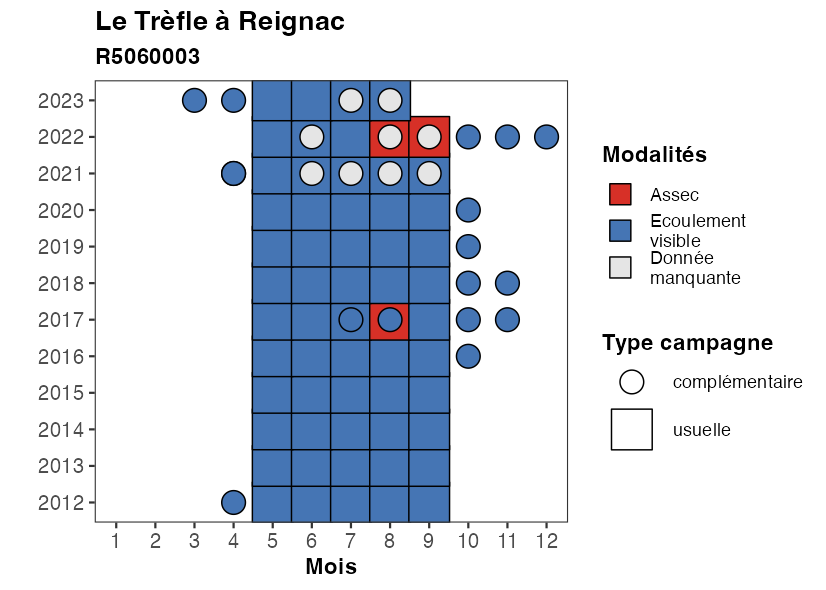 Le Trèfle à Reignac
R5060003
2023
2022
2021
2020
2019
2018
2017
2016
2015
2014
2013
2012
1 2 3 4 5 6 7 8 9 10 11 12
Mois
Modalités
Assec
Ecoulement
visible
Donnée
manquante
Type campagne
complémentaire
usuelle